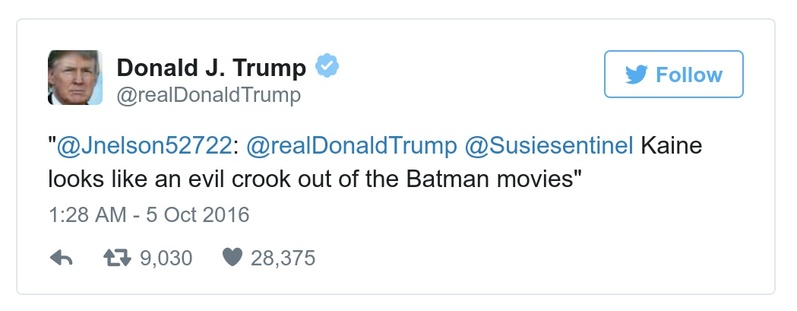 Donald J. Trump
Follow
@realDonaldTrump
"@Jnelson52722: @realDonaldTrump @Susiesentinel Kaine
looks like an evil crook out of the Batman movies"
1:28 AM - 5 Oct 2016
9,030 28,375